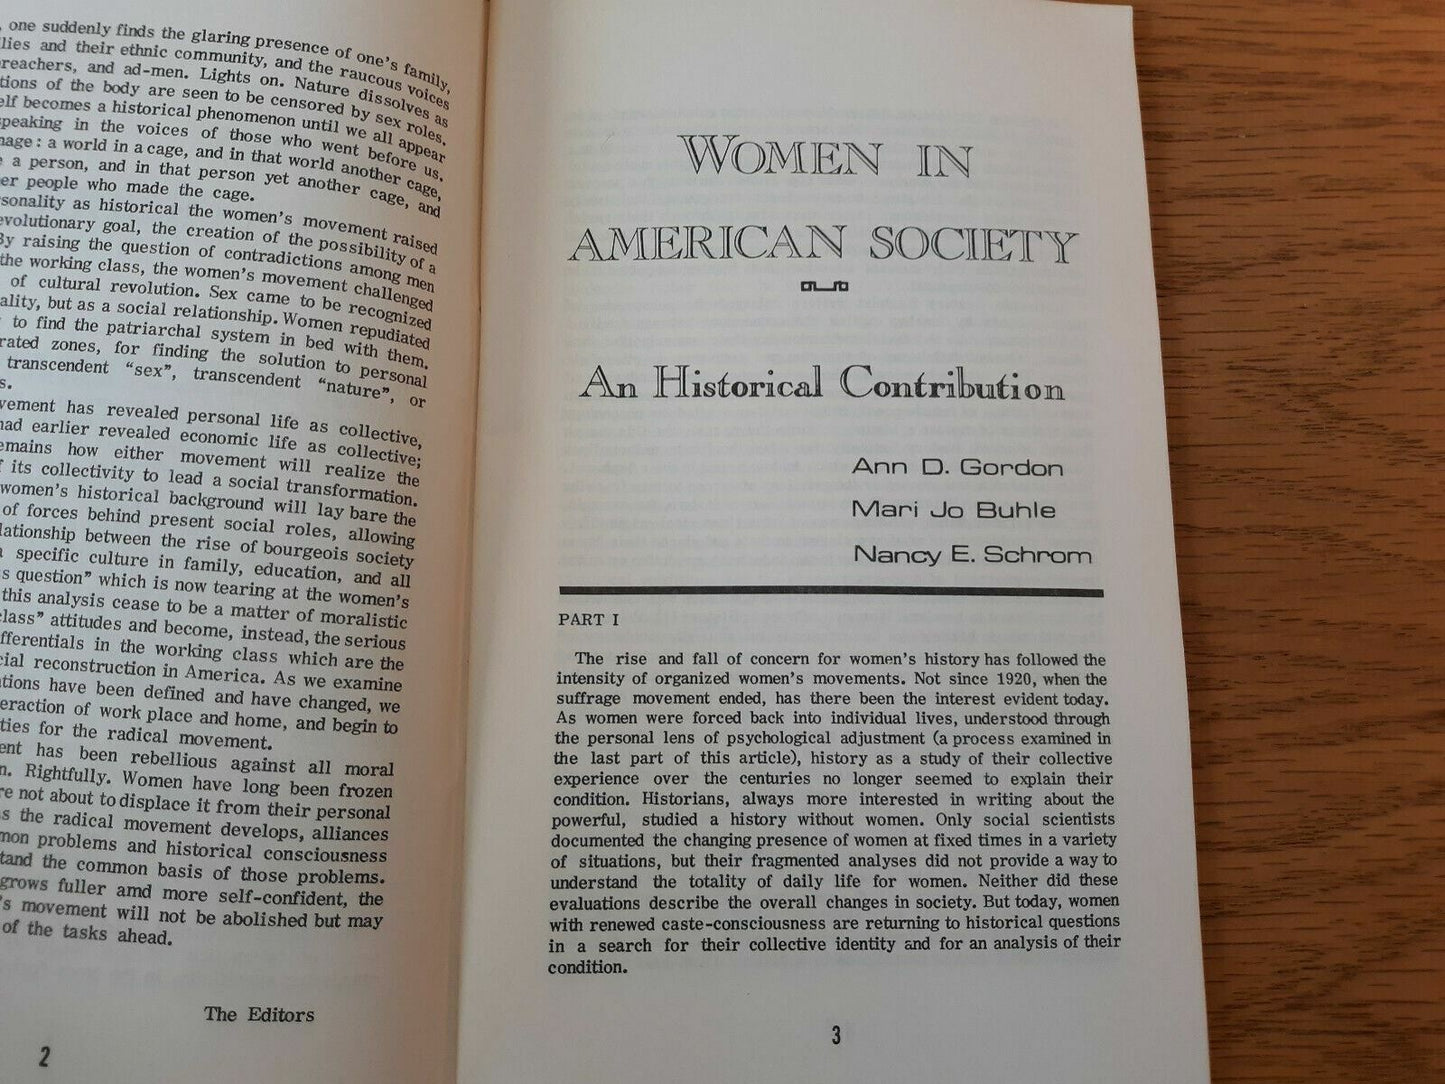 , one suddenly finds the glaring presence of one's family,
lies and their ethnic community, and the raucous voices
reachers, and ad-men. Lights on. Nature dissolves as
tions of the body are seen to be censored by sex roles.
elf becomes a historical phenomenon until we all appear
speaking in the voices of those who went before us.
mage: a world in a cage, and in that world another cage,
e a person, and in that person yet another cage, and
er people who made the cage.
rsonality as historical the women's movement raised
evolutionary goal, the creation of the possibility of a
By raising the question of contradictions among men
the working class, the women's movement challenged
of cultural revolution. Sex came to be recognized
ality, but as a social relationship. Women repudiated
to find the patriarchal system in bed with them.
rated zones, for finding the solution to personal
transcendent "sex", transcendent "nature", or
s.
vement has revealed personal life as collective,
had earlier revealed economic life as collective;
emains how either movement will realize the
f its collectivity to lead a social transformation.
women's historical background will lay bare the
of forces behind present social roles, allowing
lationship between the rise of bourgeois society
a specific culture in family, education, and all
ss question" which is now tearing at the women's
this analysis cease to be a matter of moralistic
class" attitudes and become, instead, the serious
fferentials in the working class which are the
cial reconstruction in America. As we examine
ations have been defined and have changed, we
eraction of work place and home, and begin to
ties for the radical movement.
ent has been rebellious against all moral
n. Rightfully. Women have long been frozen
re not about to displace it from their personal
s the radical movement develops, alliances
mon problems and historical consciousness
tand the common basis of those problems.
grows fuller amd more self-confident, the
's movement will not be abolished but may
of the tasks ahead.
The Editors
2
WOMEN IN
AMERICAN SOCIETY
An Historical Contribution
Ann D. Gordon
Mari Jo Buhle
Nancy E. Schrom
PART I
The rise and fall of concern for women's history has followed the
intensity of organized women's movements. Not since 1920, when the
suffrage movement ended, has there been the interest evident today.
As women were forced back into individual lives, understood through
the personal lens of psychological adjustment (a process examined in
the last part of this article), history as a study of their collective
experience over the centuries no longer seemed to explain their
condition. Historians, always more interested in writing about the
powerful, studied a history without women. Only social scientists
documented the changing presence of women at fixed times in a variety
of situations, but their fragmented analyses did not provide a way to
understand the totality of daily life for women. Neither did these
evaluations describe the overall changes in society. But today, women
with renewed caste-consciousness are returning to historical questions
in a search for their collective identity and for an analysis of their
condition.
3